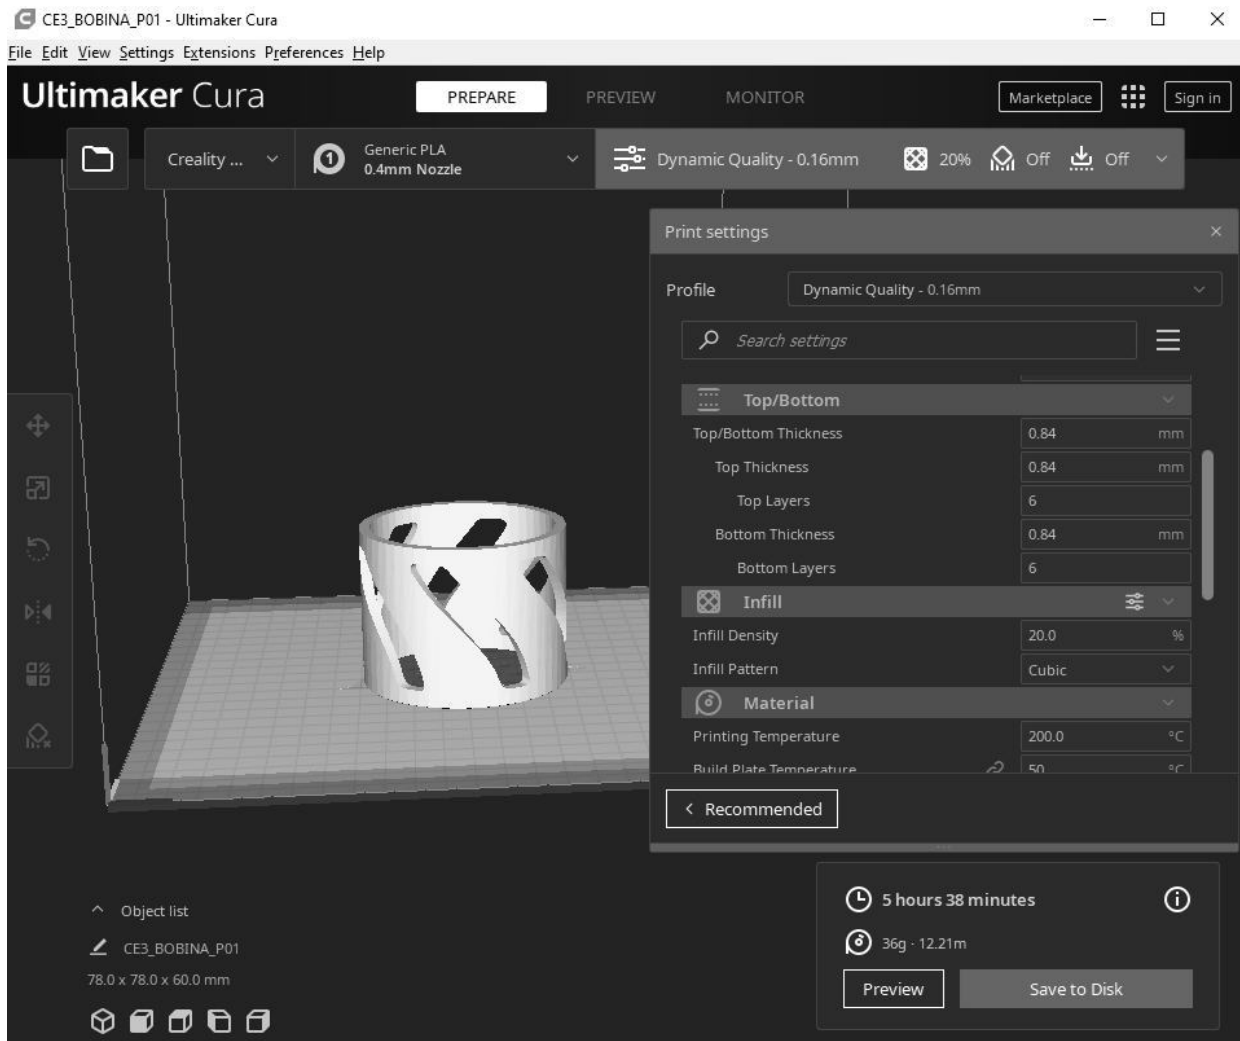 CE3_BOBINA_P01 - Ultimaker Cura
File Edit View Settings Extensions Preferences Help
Ultimaker Cura PREPARE PREVIEW MONITOR Marketplace Sign in
Creality ... 1 Generic PLA
0.4mm Nozzle
Dynamic Quality - 0.16mm 20% Off Off
Print settings
Profile Dynamic Quality - 0.16mm
Search settings
Top/Bottom
Top/Bottom Thickness 0.84 mm
Top Thickness 0.84 mm
Top Layers 6
Bottom Thickness 0.84 mm
Bottom Layers 6
Infill
Infill Density 20.0 %
Infill Pattern Cubic
Material
Printing Temperature 200.0 °C
Build Plate Temperature 50 °C
Recommended
Object list
CE3_BOBINA_P01
78.0 x 78.0 x 60.0 mm
5 hours 38 minutes
36g · 12.21m
Preview Save to Disk